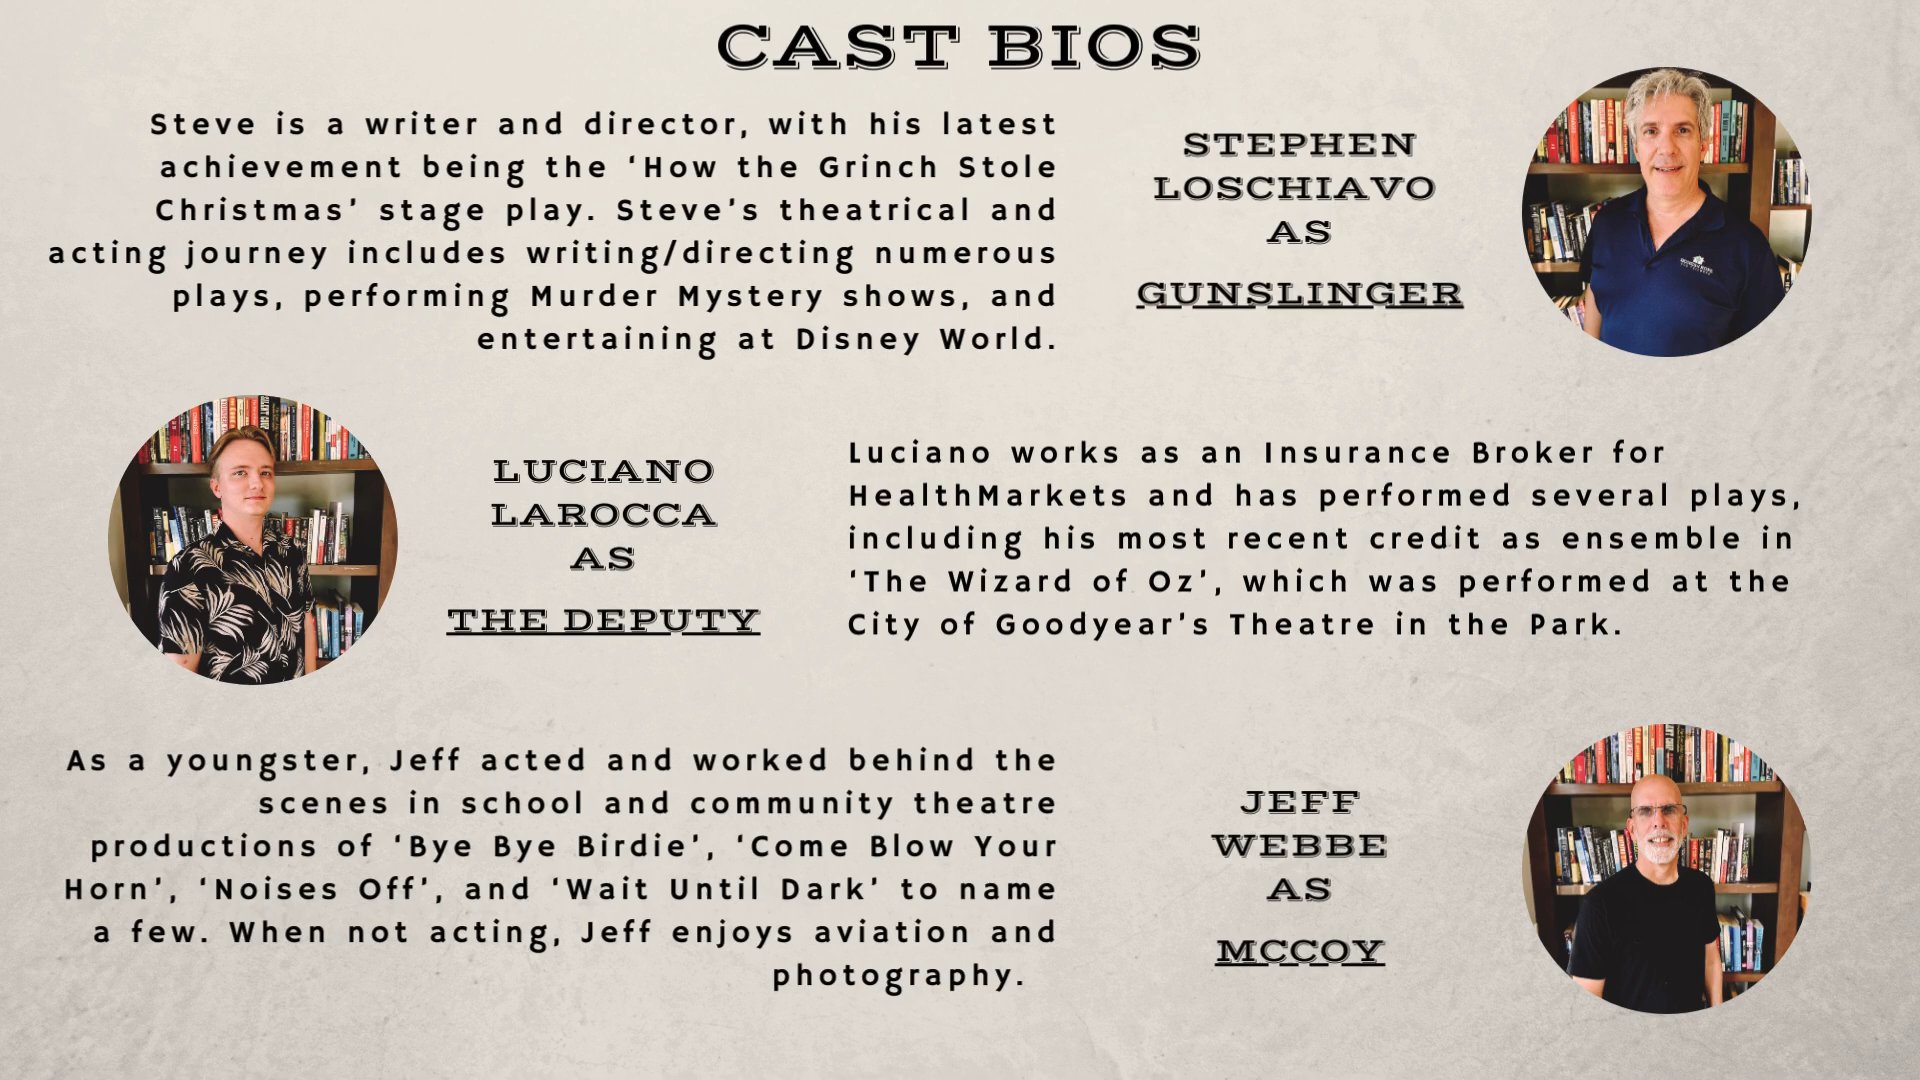 CAST BIOS
Steve is a writer and director, with his latest
achievement being the ‘How the Grinch Stole
Christmas’ stage play. Steve’s theatrical and
acting journey includes writing/directing numerous
plays, performing Murder Mystery shows, and
entertaining at Disney World.
STEPHEN
LOSCHIAVO
AS
GUNSLINGER
LUCIANO
LAROCCA
AS
THE DEPUTY
Luciano works as an Insurance Broker for
HealthMarkets and has performed several plays,
including his most recent credit as ensemble in
‘The Wizard of Oz’, which was performed at the
City of Goodyear’s Theatre in the Park.
As a youngster, Jeff acted and worked behind the
scenes in school and community theatre
productions of ‘Bye Bye Birdie’, ‘Come Blow Your
Horn’, ‘Noises Off’, and ‘Wait Until Dark’ to name
a few. When not acting, Jeff enjoys aviation and
photography.
JEFF
WEBBE
AS
MCCOY